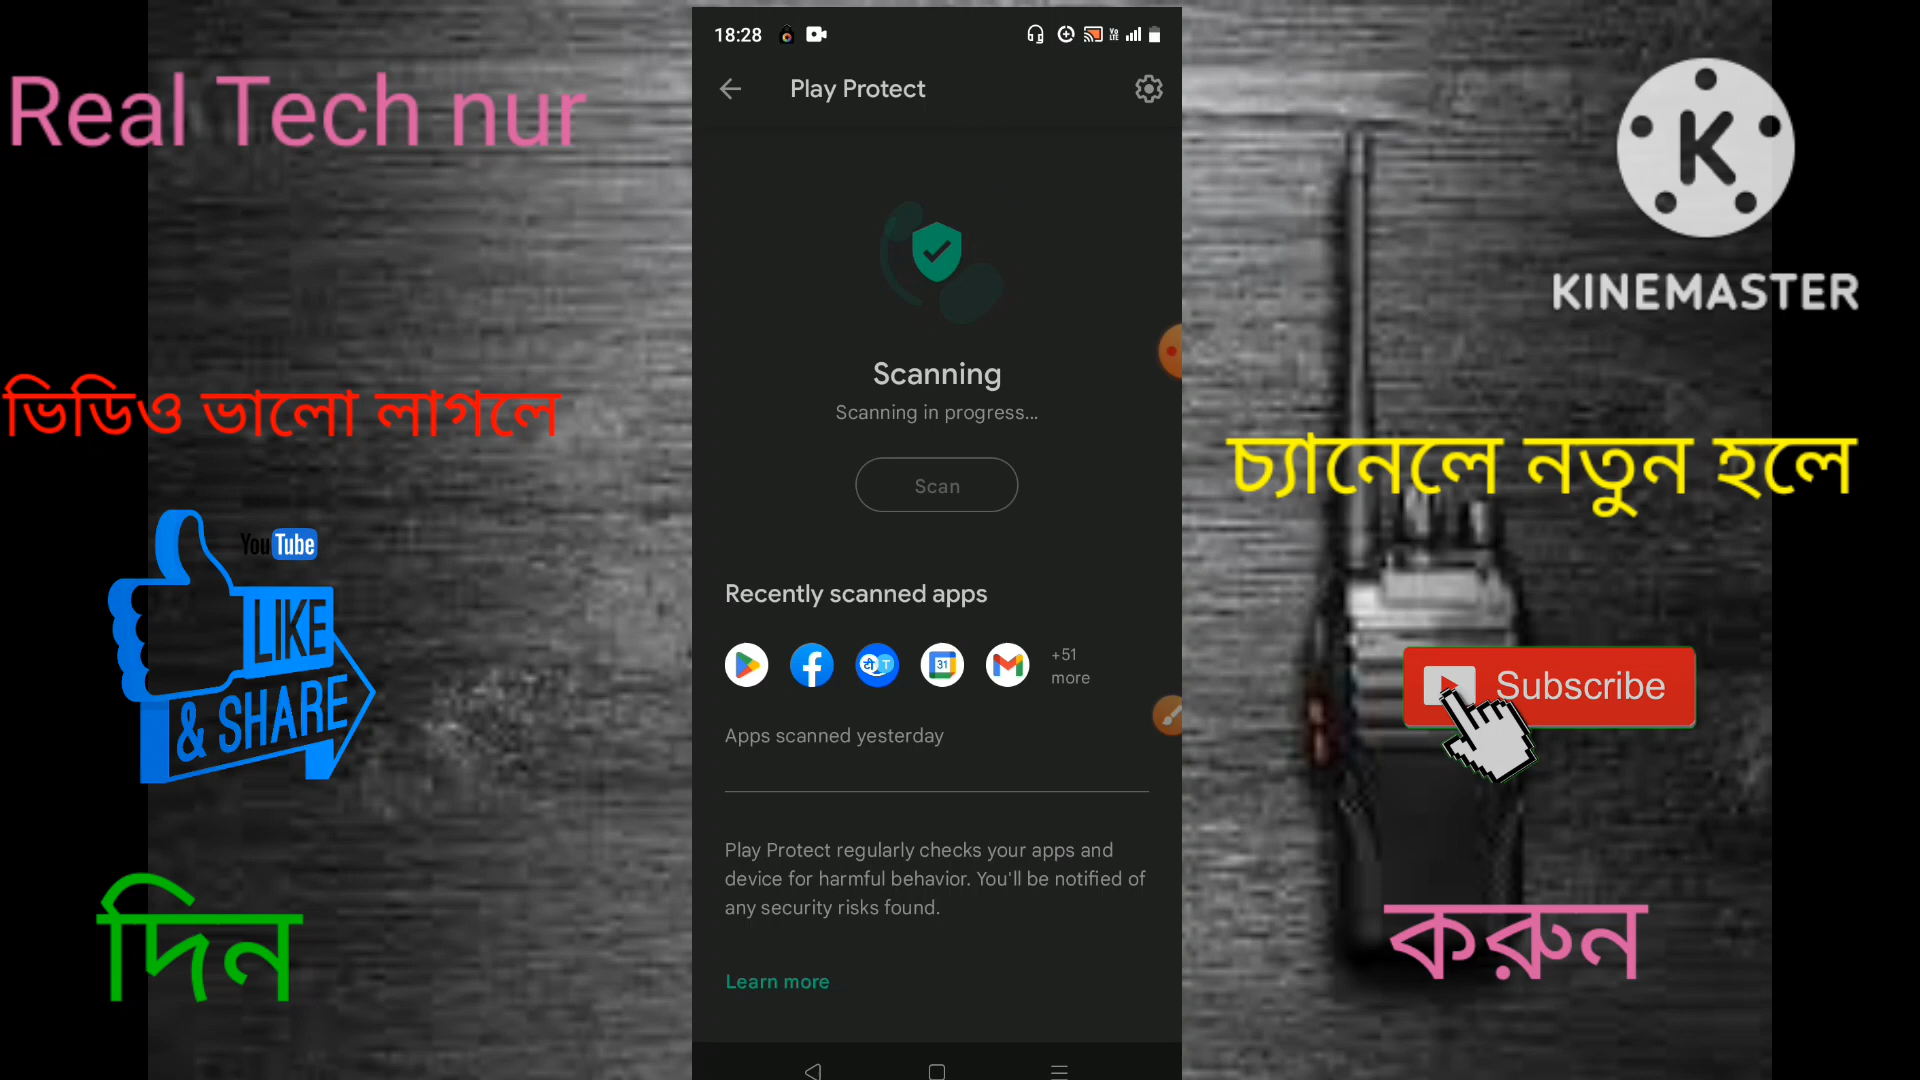 Real Tech nur
ভিডিও ভালো লাগলে
YouTube
LIKE
& SHARE
দিন
18:28
Play Protect
Scanning
Scanning in progress...
Scan
Recently scanned apps
31
+51
more
Apps scanned yesterday
Play Protect regularly checks your apps and
device for harmful behavior. You'll be notified of
any security risks found.
Learn more
K
KINEMASTER
চ্যানেলে নতুন হলে
Subscribe
করুন